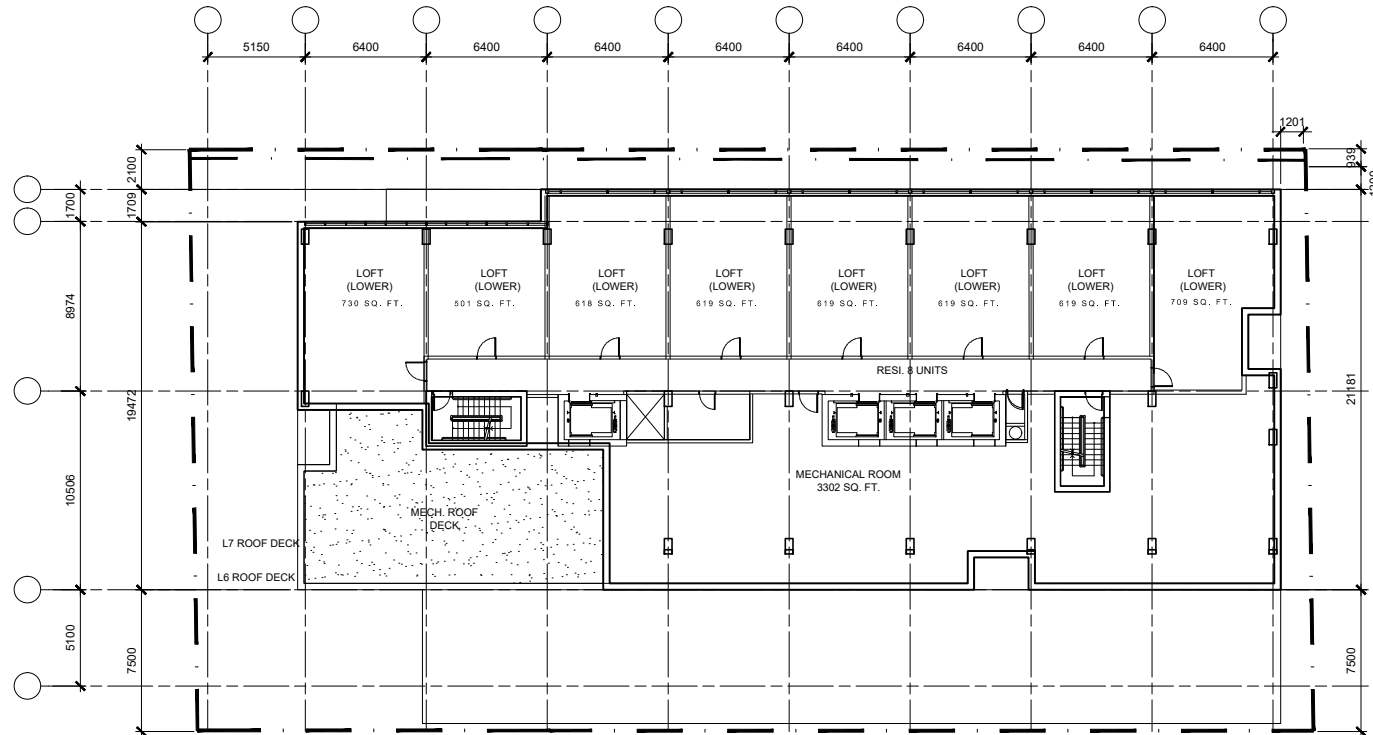 5150 6400 6400 6400 6400 6400 6400 6400 6400
1201
939
1200
2100
1700
1709
8974
19472
10506
5100
7500
21181
7500
LOFT
(LOWER)
730 SQ. FT.
LOFT
(LOWER)
501 SQ. FT.
LOFT
(LOWER)
618 SQ. FT.
LOFT
(LOWER)
619 SQ. FT.
LOFT
(LOWER)
619 SQ. FT.
LOFT
(LOWER)
619 SQ. FT.
LOFT
(LOWER)
619 SQ. FT.
LOFT
(LOWER)
709 SQ. FT.
RESI. 8 UNITS
MECHANICAL ROOM
3302 SQ. FT.
MECH. ROOF
DECK
L7 ROOF DECK
L6 ROOF DECK